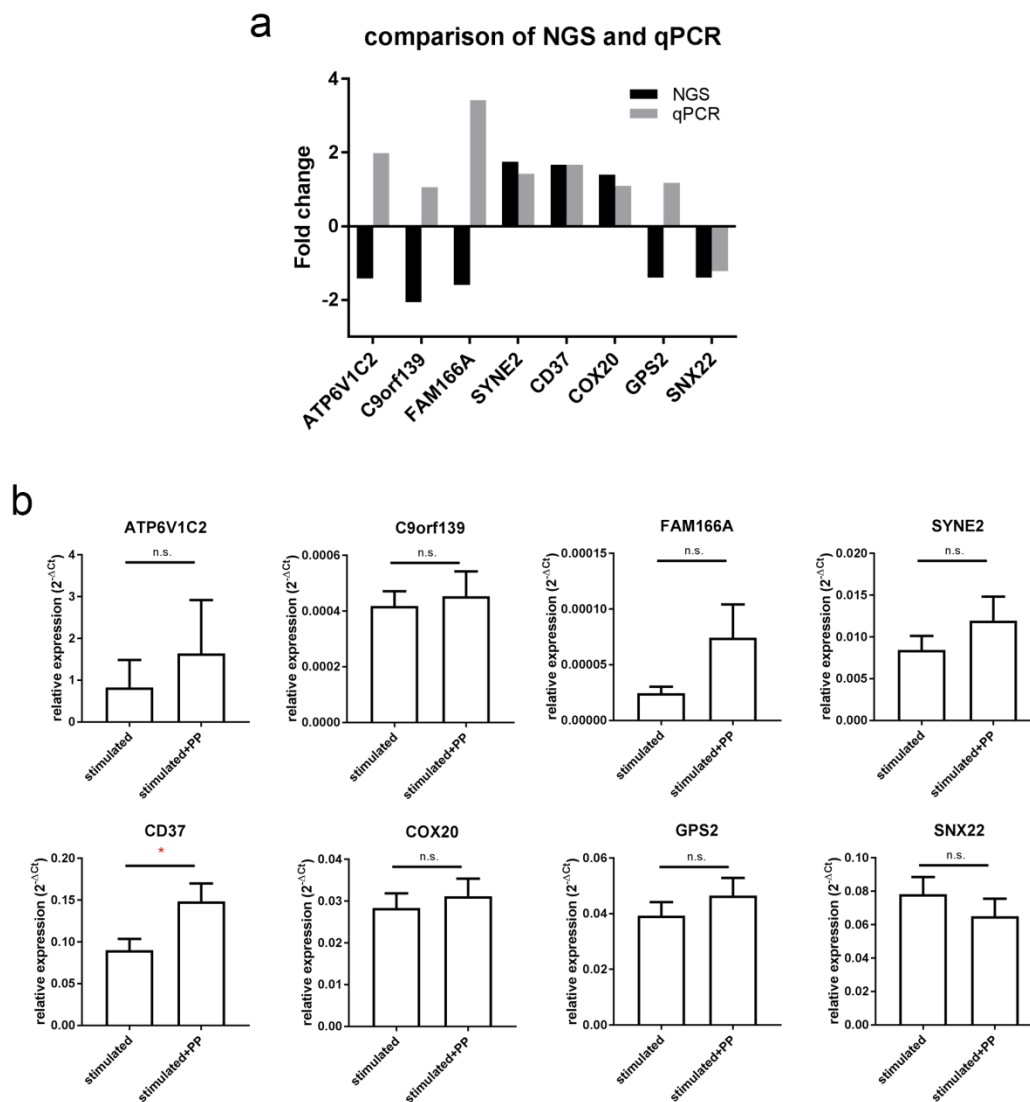 a
comparison of NGS and qPCR
Fold change
4
2
0
-2
NGS
qPCR
ATP6V1C2
C9orf139
FAM166A
SYNE2
CD37
COX20
GPS2
SNX22
b
ATP6V1C2
relative expression (2^-ΔCt)
4
3
2
1
0
n.s.
stimulated
stimulated+PP
C9orf139
relative expression (2^-ΔCt)
0.0006
0.0004
0.0002
0.0000
n.s.
stimulated
stimulated+PP
FAM166A
relative expression (2^-ΔCt)
0.00015
0.00010
0.00005
0.00000
n.s.
stimulated
stimulated+PP
SYNE2
relative expression (2^-ΔCt)
0.020
0.015
0.010
0.005
0.000
n.s.
stimulated
stimulated+PP
CD37
relative expression (2^-ΔCt)
0.20
0.15
0.10
0.05
0.00
*
stimulated
stimulated+PP
COX20
relative expression (2^-ΔCt)
0.04
0.03
0.02
0.01
0.00
n.s.
stimulated
stimulated+PP
GPS2
relative expression (2^-ΔCt)
0.06
0.04
0.02
0.00
n.s.
stimulated
stimulated+PP
SNX22
relative expression (2^-ΔCt)
0.10
0.08
0.06
0.04
0.02
0.00
n.s.
stimulated
stimulated+PP